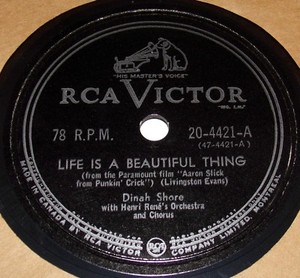 "HIS MASTER'S VOICE"
RCA VICTOR
78 R.P.M.
20-4421-A
(47-4421-A)
LIFE IS A BEAUTIFUL THING
(from the Paramount film "Aaron Slick
from Punkin' Crick") (Livingston Evans)
Dinah Shore
with Henri René's Orchestra
and Chorus
MADE IN CANADA BY RCA VICTOR COMPANY LIMITED, MONTREAL
RCA